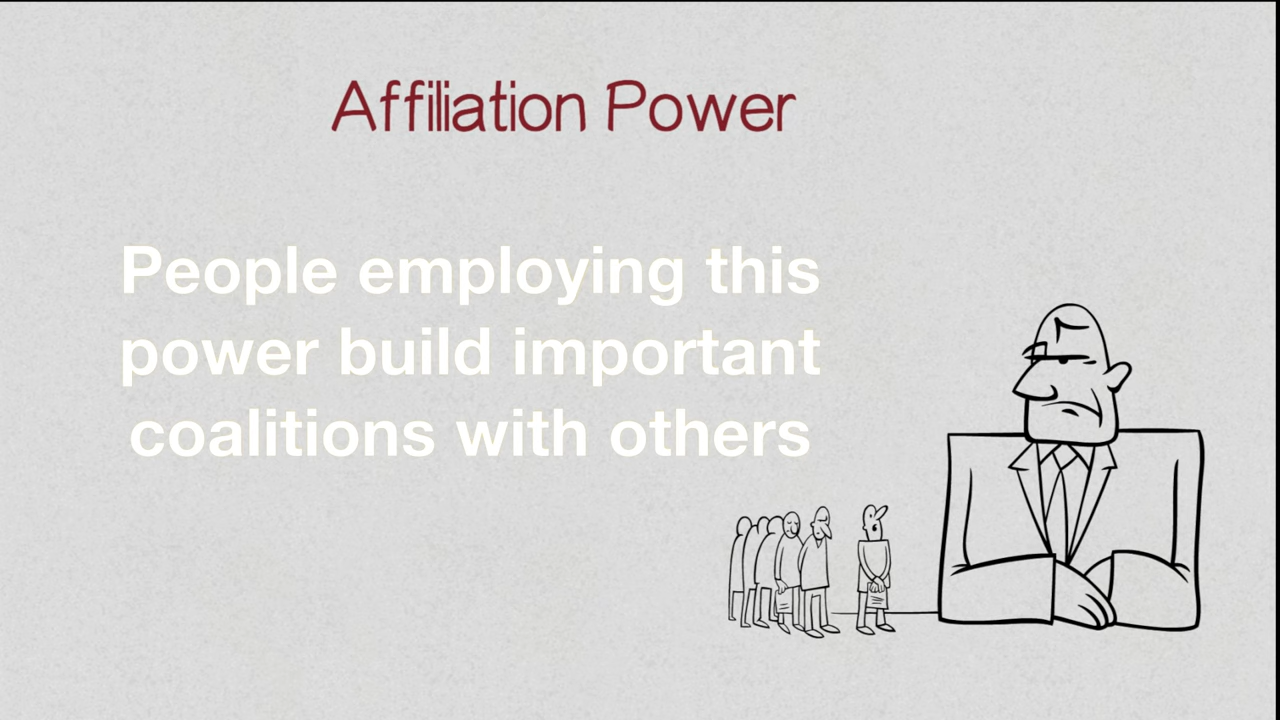 Affiliation Power
People employing this
power build important
coalitions with others